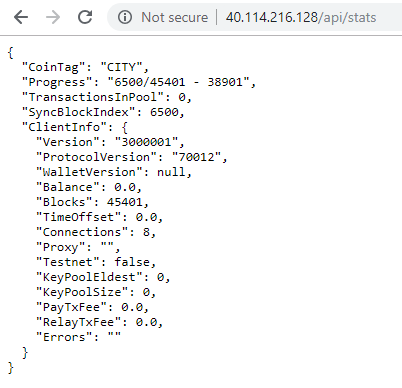 Not secure | 40.114.216.128/api/stats
{
  "CoinTag": "CITY",
  "Progress": "6500/45401 - 38901",
  "TransactionsInPool": 0,
  "SyncBlockIndex": 6500,
  "ClientInfo": {
    "Version": "3000001",
    "ProtocolVersion": "70012",
    "WalletVersion": null,
    "Balance": 0.0,
    "Blocks": 45401,
    "TimeOffset": 0.0,
    "Connections": 8,
    "Proxy": "",
    "Testnet": false,
    "KeyPoolEldest": 0,
    "KeyPoolSize": 0,
    "PayTxFee": 0.0,
    "RelayTxFee": 0.0,
    "Errors": ""
  }
}